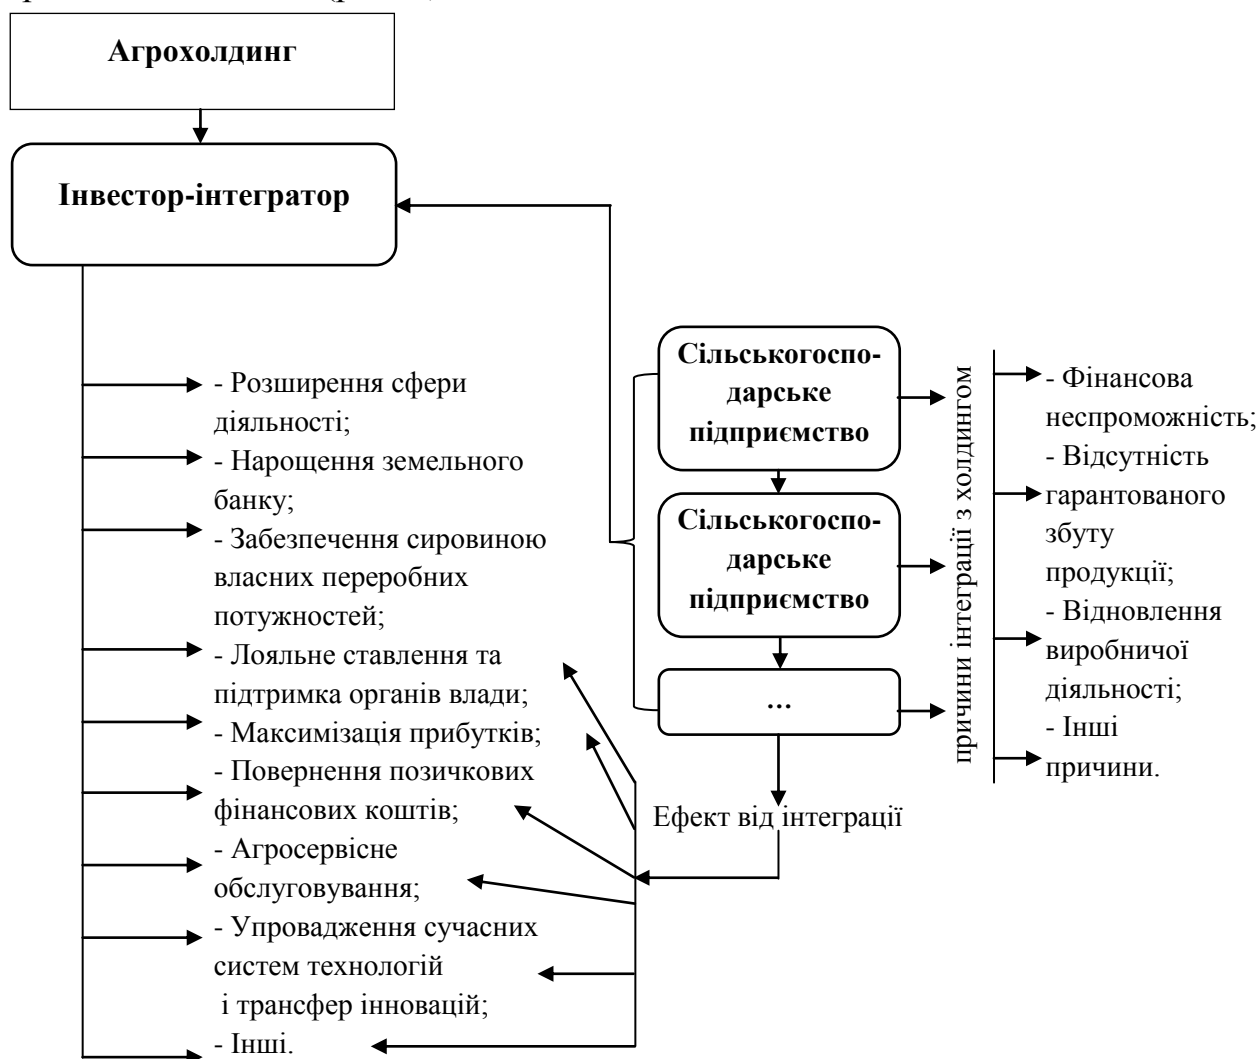 Агрохолдинг
Інвестор-інтегратор
- Розширення сфери
діяльності;
- Нарощення земельного
банку;
- Забезпечення сировиною
власних переробних
потужностей;
- Лояльне ставлення та
підтримка органів влади;
- Максимізація прибутків;
- Повернення позичкових
фінансових коштів;
- Агросервісне
обслуговування;
- Упровадження сучасних
систем технологій
і трансфер інновацій;
- Інші.
Сільськогоспо-
дарське
підприємство
Сільськогоспо-
дарське
підприємство
...
Ефект від інтеграції
причини інтеграції з холдингом
- Фінансова
неспроможність;
- Відсутність
гарантованого
збуту
продукції;
- Відновлення
виробничої
діяльності;
- Інші
причини.